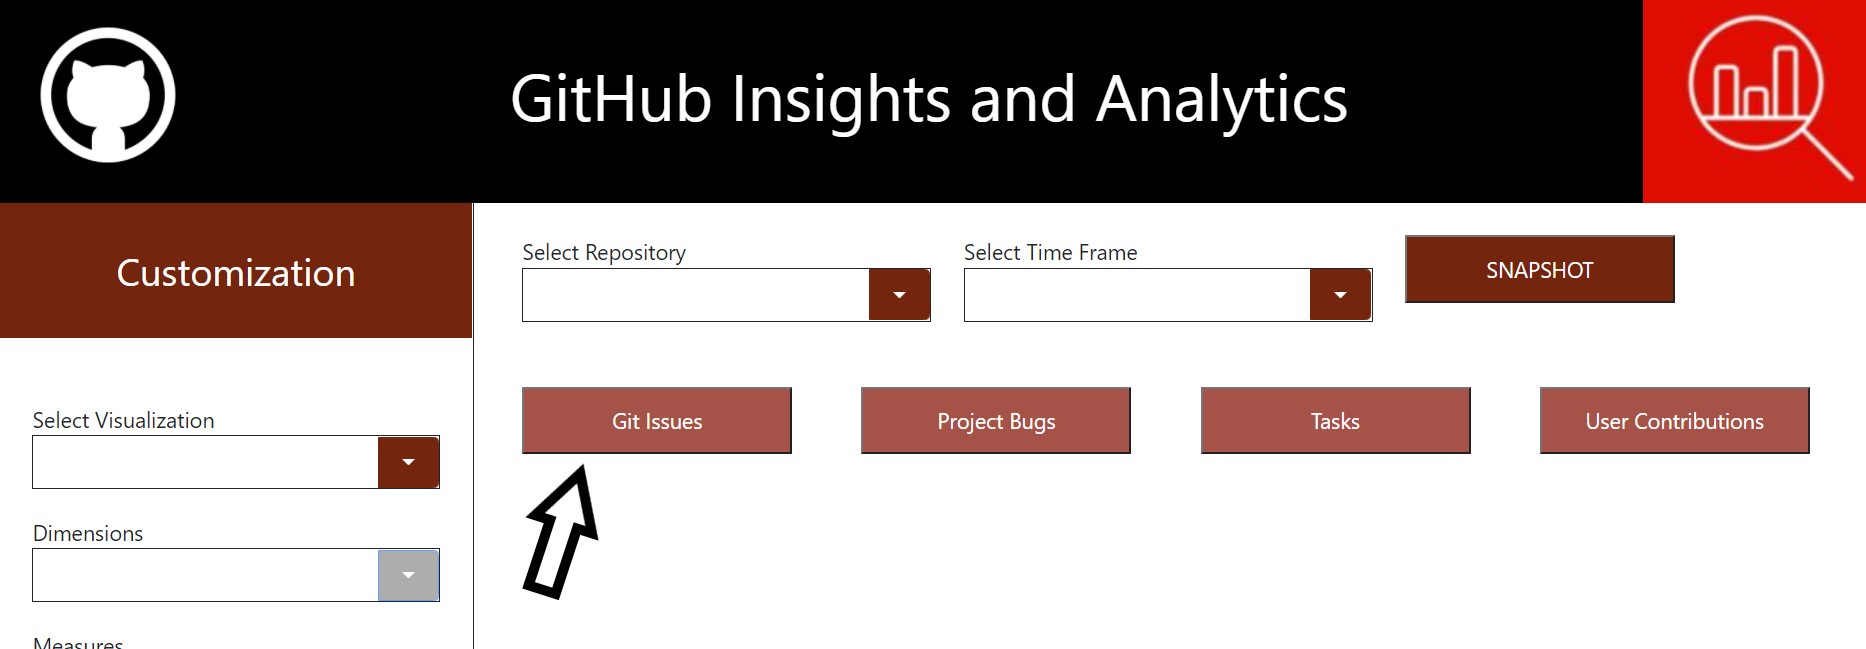 GitHub Insights and Analytics
Customization
Select Repository
Select Time Frame
SNAPSHOT
Git Issues
Project Bugs
Tasks
User Contributions
Select Visualization
Dimensions
Measures